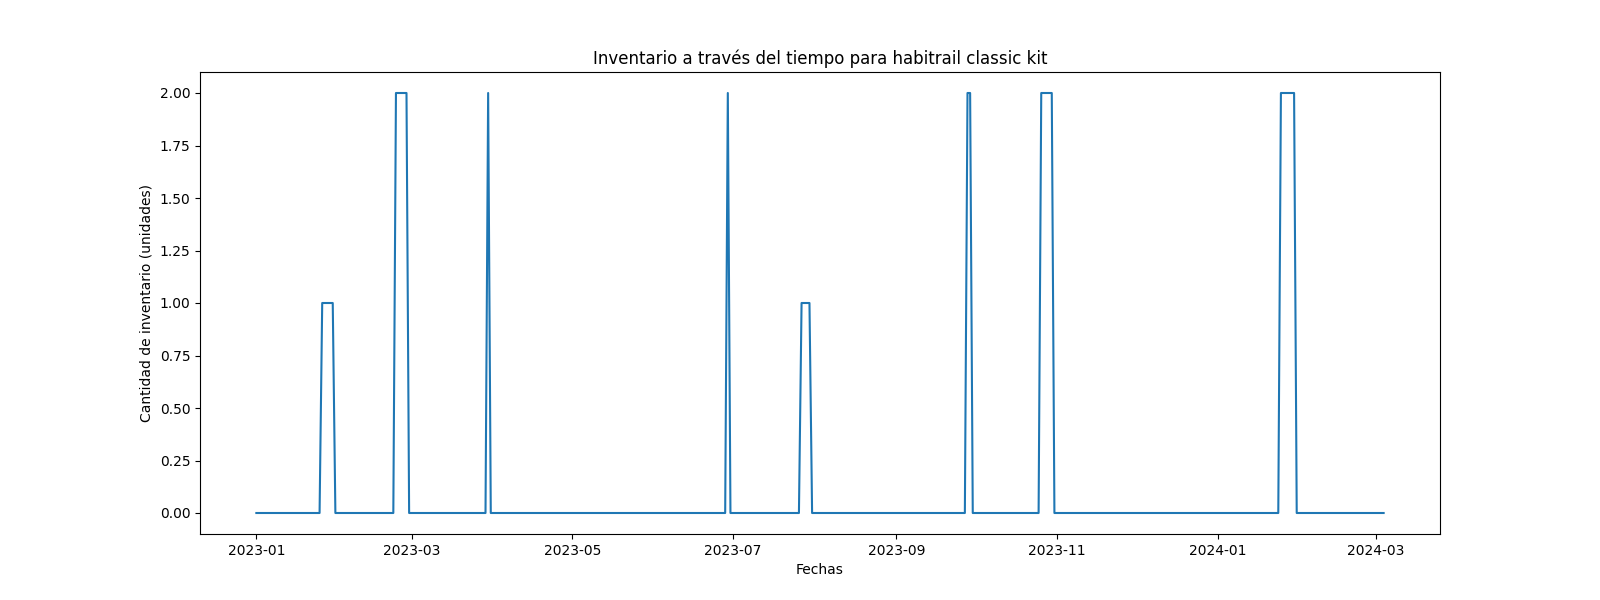 Inventario a través del tiempo para habitrail classic kit
Cantidad de inventario (unidades)
2.00
1.75
1.50
1.25
1.00
0.75
0.50
0.25
0.00
2023-01 2023-03 2023-05 2023-07 2023-09 2023-11 2024-01 2024-03
Fechas